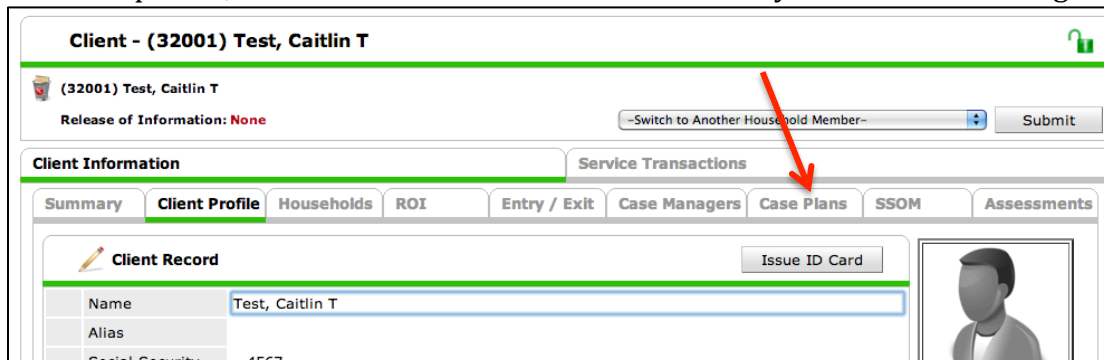 Client - (32001) Test, Caitlin T
(32001) Test, Caitlin T
Release of Information: None
-Switch to Another Household Member-
Submit
Client Information
Service Transactions
Summary
Client Profile
Households
ROI
Entry / Exit
Case Managers
Case Plans
SSOM
Assessments
Client Record
Issue ID Card
Name
Test, Caitlin T
Alias